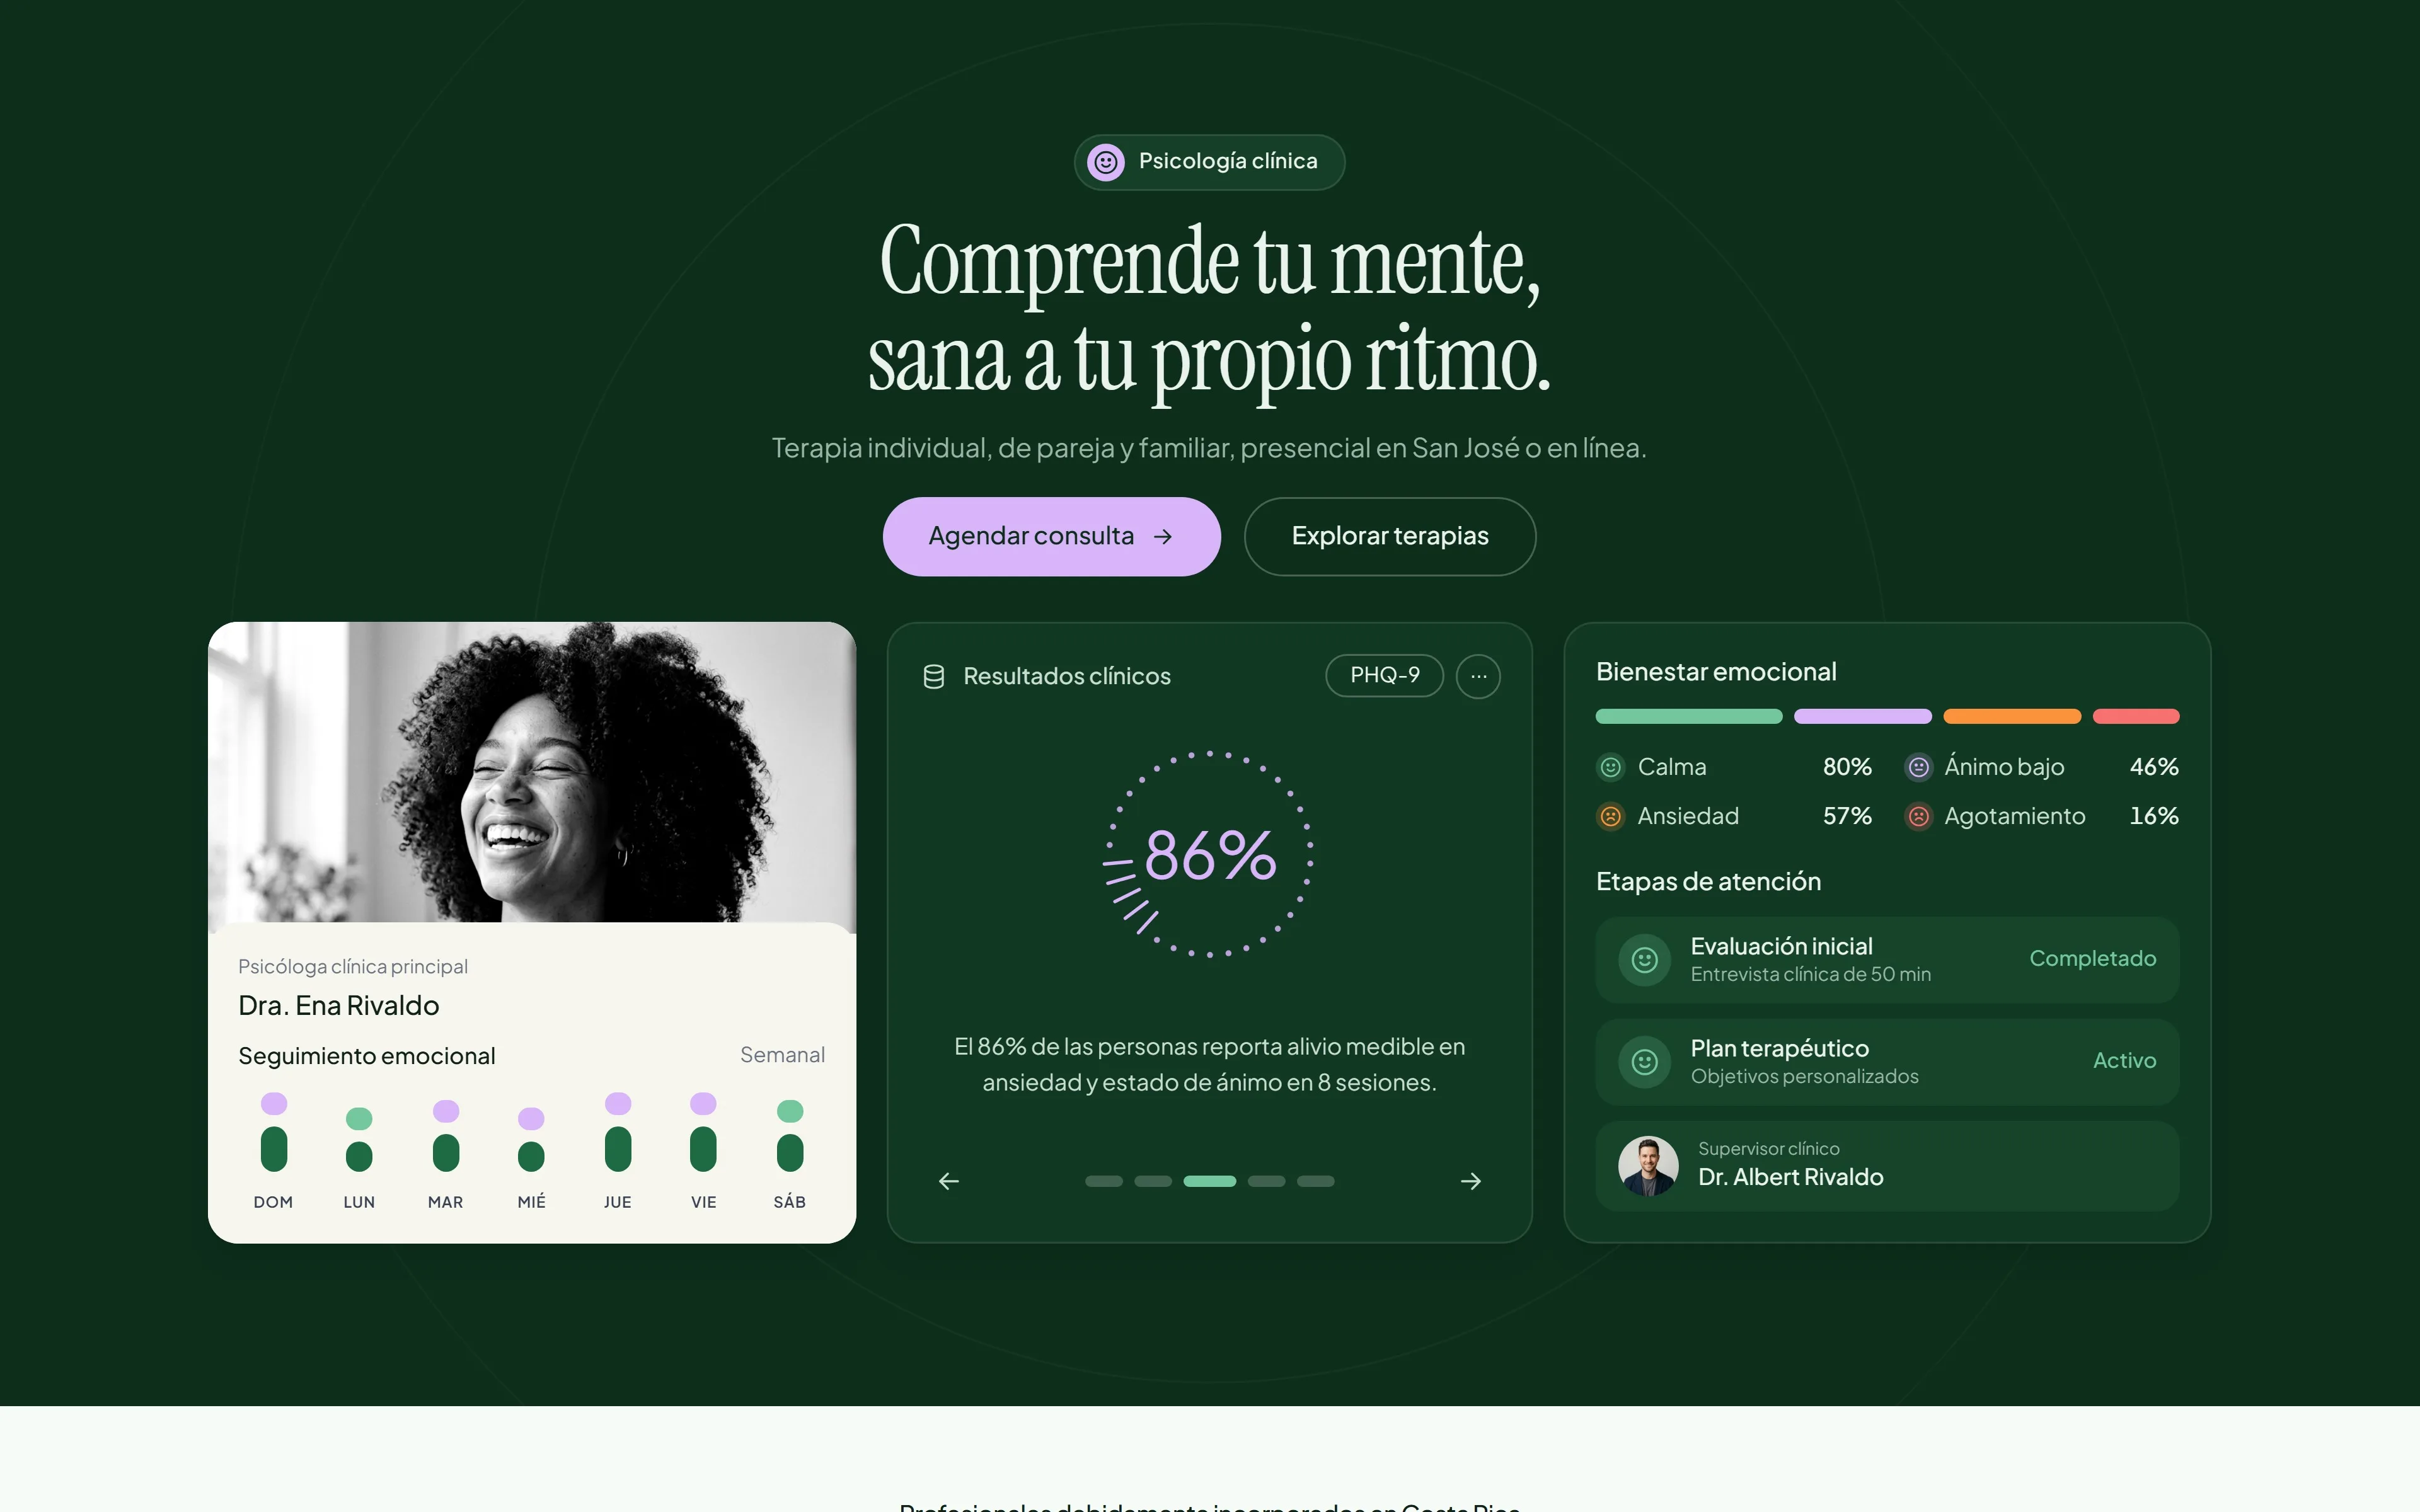 Psicología clínica
Comprende tu mente,
sana a tu propio ritmo.
Terapia individual, de pareja y familiar, presencial en San José o en línea.
Agendar consulta →
Explorar terapias
Psicóloga clínica principal
Dra. Ena Rivaldo
Seguimiento emocional
Semanal
DOM LUN MAR MIÉ JUE VIE SÁB
Resultados clínicos
PHQ-9
86%
El 86% de las personas reporta alivio medible en
ansiedad y estado de ánimo en 8 sesiones.
Bienestar emocional
Calma 80%
Ánimo bajo 46%
Ansiedad 57%
Agotamiento 16%
Etapas de atención
Evaluación inicial
Entrevista clínica de 50 min
Completado
Plan terapéutico
Objetivos personalizados
Activo
Supervisor clínico
Dr. Albert Rivaldo